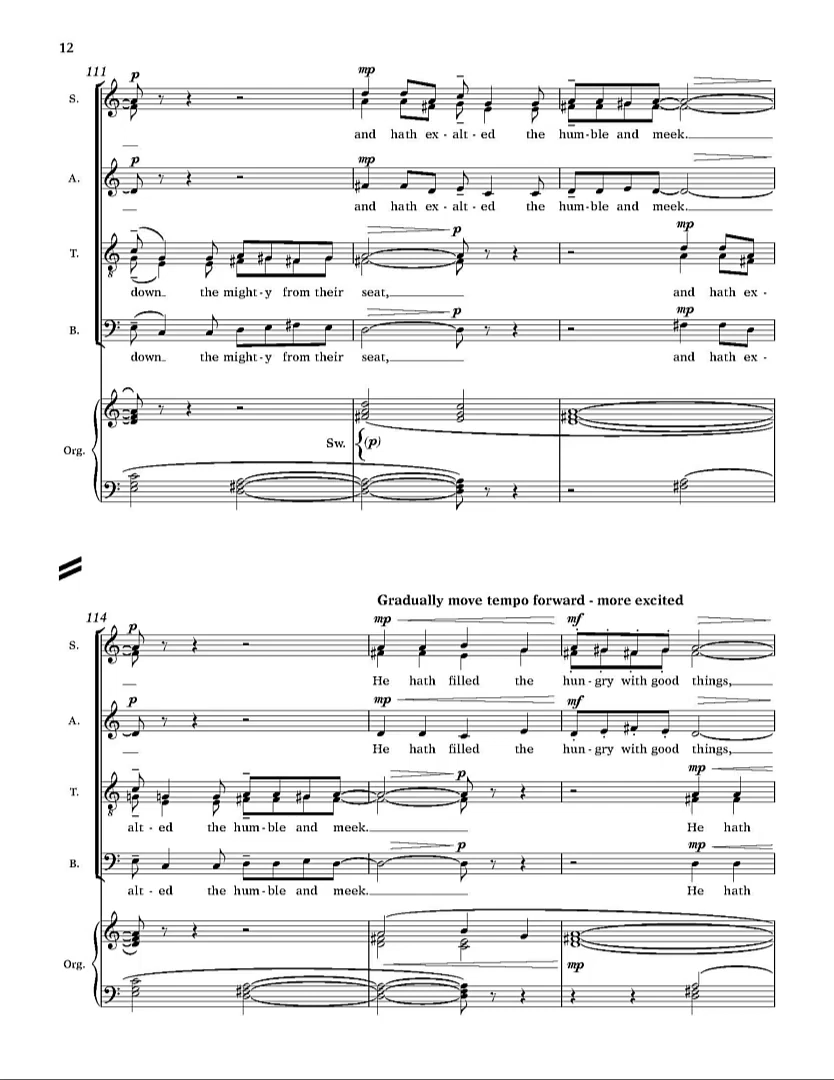 12
111
p
mp
S.
and hath ex - alt - ed the hum - ble and meek.
p
mp
A.
and hath ex - alt - ed the hum - ble and meek.
p
mp
T.
down the might - y from their seat, and hath ex -
p
mp
B.
down the might - y from their seat, and hath ex -
Sw. (p)
Org.
Gradually move tempo forward - more excited
114
p
mp
mf
S.
He hath filled the hun - gry with good things,
p
mp
mf
A.
He hath filled the hun - gry with good things,
p
mp
T.
alt - ed the hum - ble and meek. He hath
p
mp
B.
alt - ed the hum - ble and meek. He hath
Org.
mp